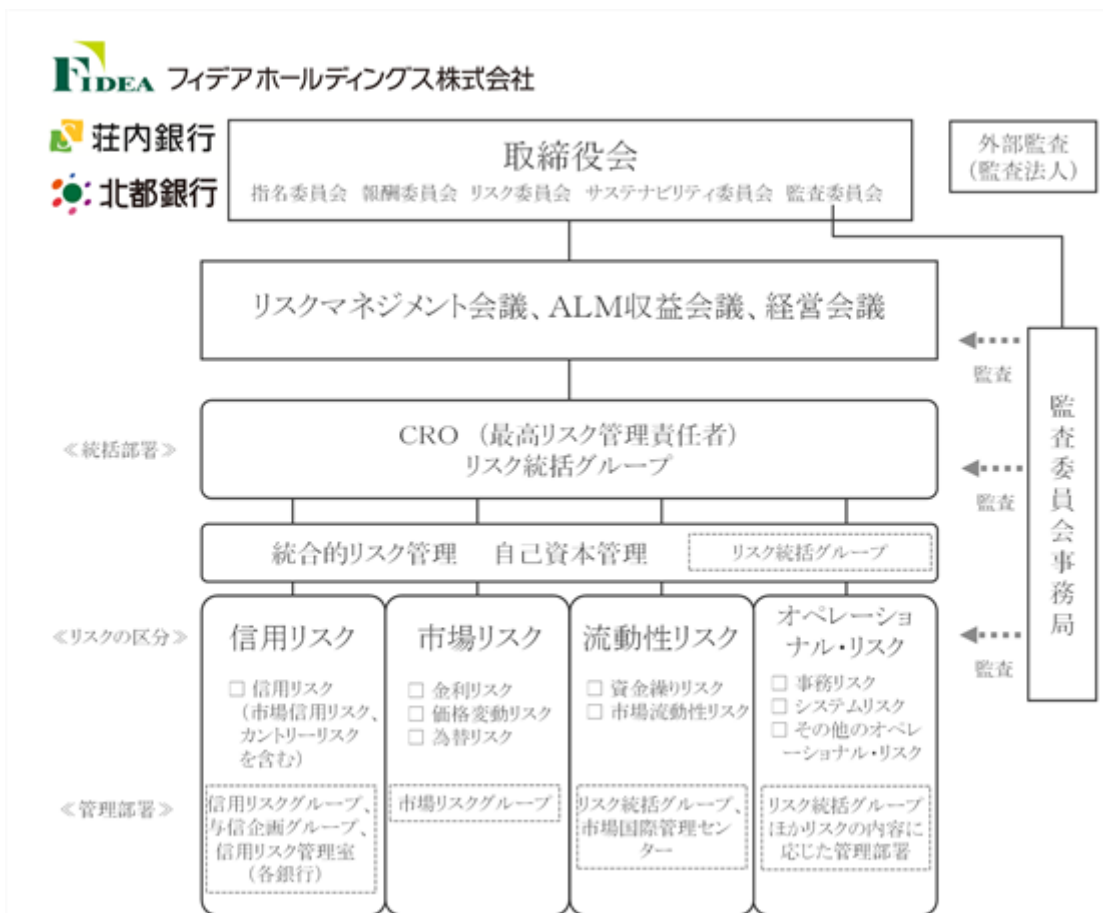 FIDEA フィデアホールディングス株式会社
荘内銀行
北都銀行
取締役会
指名委員会 報酬委員会 リスク委員会 サステナビリティ委員会 監査委員会
外部監査
（監査法人）
リスクマネジメント会議、ALM収益会議、経営会議
監査
≪統括部署≫
CRO （最高リスク管理責任者）
リスク統括グループ
監査
監査委員会事務局
統合的リスク管理 自己資本管理
リスク統括グループ
≪リスクの区分≫
信用リスク
□ 信用リスク
（市場信用リスク、
カントリーリスク
を含む）
市場リスク
□ 金利リスク
□ 価格変動リスク
□ 為替リスク
流動性リスク
□ 資金繰りリスク
□ 市場流動性リスク
オペレーショ
ナル・リスク
□ 事務リスク
□ システムリスク
□ その他のオペレ
ーショナル・リスク
監査
≪管理部署≫
信用リスクグループ、
与信企画グループ、
信用リスク管理室
（各銀行）
市場リスクグループ
リスク統括グループ、
市場国際管理セン
ター
リスク統括グループ
ほかリスクの内容に
応じた管理部署